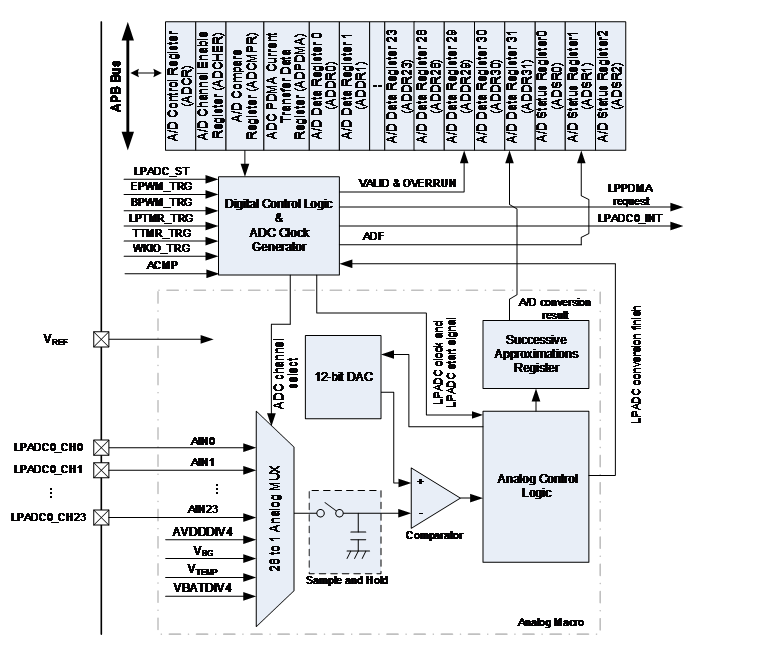 APB Bus
A/D Control Register
(ADCR)
A/D Channel Enable
Register (ADCHER)
A/D Compare
Register (ADCMPR)
ADC PDMA Current
Transfer Data
Register (ADPDMA)
A/D Data Register 0
(ADDR0)
A/D Data Register 1
(ADDR1)
...
A/D Data Register 23
(ADDR23)
A/D Data Register 28
(ADDR28)
A/D Data Register 29
(ADDR29)
A/D Data Register 30
(ADDR30)
A/D Data Register 31
(ADDR31)
A/D Status Register0
(ADSR0)
A/D Status Register1
(ADSR1)
A/D Status Register2
(ADSR2)
LPADC_ST
EPWM_TRG
BPWM_TRG
LPTMR_TRG
TTMR_TRG
WKIO_TRG
ACMP
Digital Control Logic
&
ADC Clock
Generator
VALID & OVERRUN
ADF
LPPDMA
request
LPADC0_INT
VREF
ADC channel
select
12-bit DAC
LPADC clock and
LPADC start signal
A/D conversion
result
Successive
Approximations
Register
LPADC conversion finish
LPADC0_CH0
LPADC0_CH1
⋮
LPADC0_CH23
AIN0
AIN1
⋮
AIN23
AVDDDIV4
VBG
VTEMP
VBATDIV4
28 to 1 Analog MUX
Sample and Hold
+
-
Comparator
Analog Control
Logic
Analog Macro